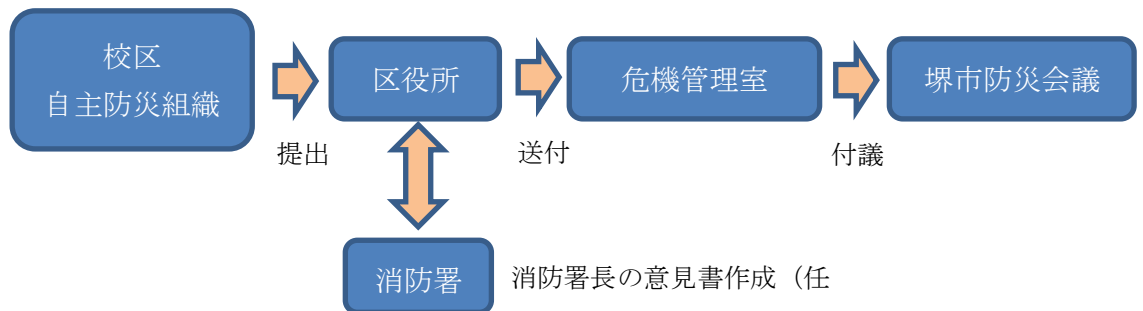 校区
自主防災組織
区役所
危機管理室
堺市防災会議
提出
送付
付議
消防署
消防署長の意見書作成（任